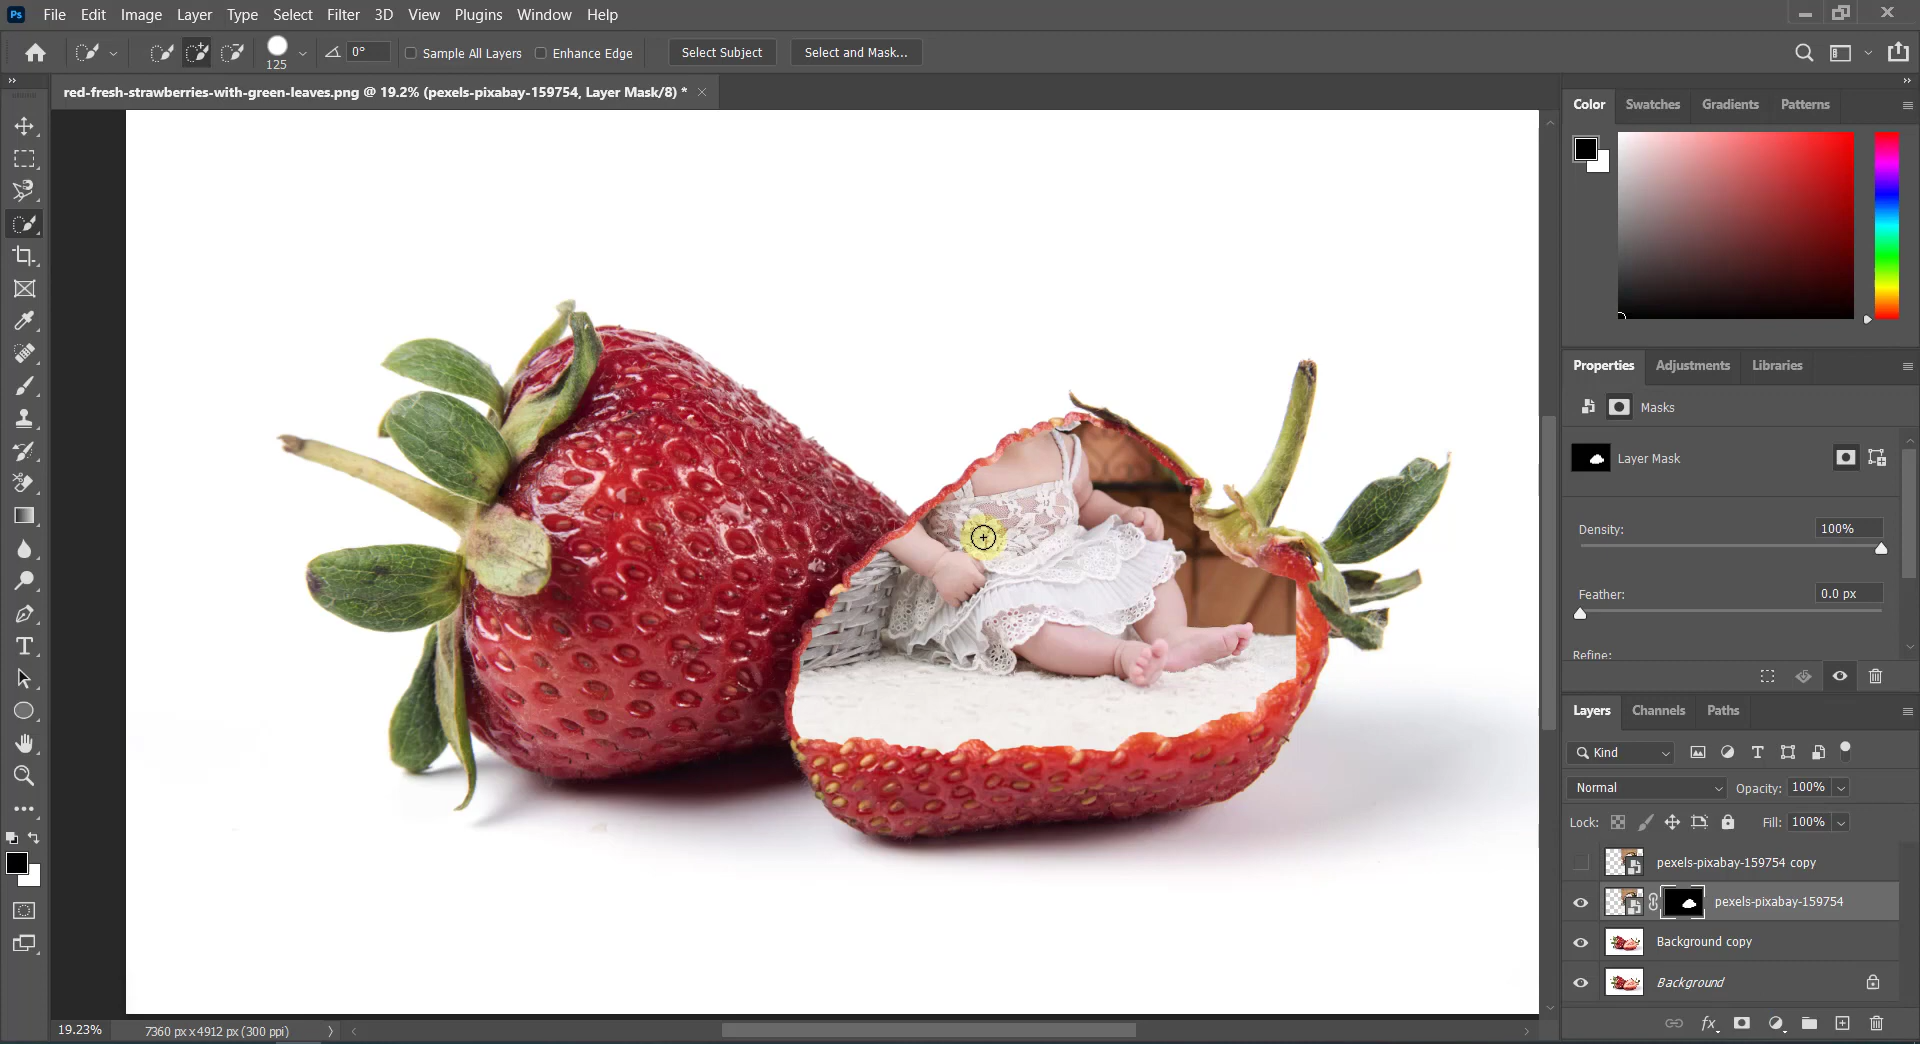 Ps File Edit Image Layer Type Select Filter 3D View Plugins Window Help
125 0° Sample All Layers Enhance Edge Select Subject Select and Mask...
red-fresh-strawberries-with-green-leaves.png @ 19.2% (pexels-pixabay-159754, Layer Mask/8) *
Color Swatches Gradients Patterns
Properties Adjustments Libraries
Masks
Layer Mask
Density: 100%
Feather: 0.0 px
Refine:
Layers Channels Paths
Kind
Normal Opacity: 100%
Lock: Fill: 100%
pexels-pixabay-159754 copy
pexels-pixabay-159754
Background copy
Background
19.23% 7360 px x 4912 px (300 ppi)
fx